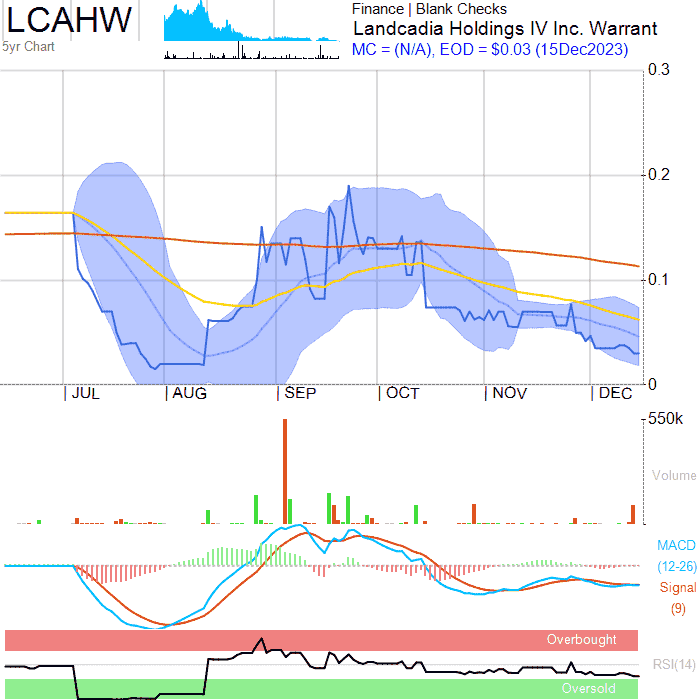 LCAHW
5yr Chart
Finance | Blank Checks
Landcadia Holdings IV Inc. Warrant
MC = (N/A), EOD = $0.03 (15Dec2023)
0.3
0.2
0.1
0
| JUL | AUG | SEP | OCT | NOV | DEC
550k
Volume
MACD
(12-26)
Signal
(9)
Overbought
RSI(14)
Oversold